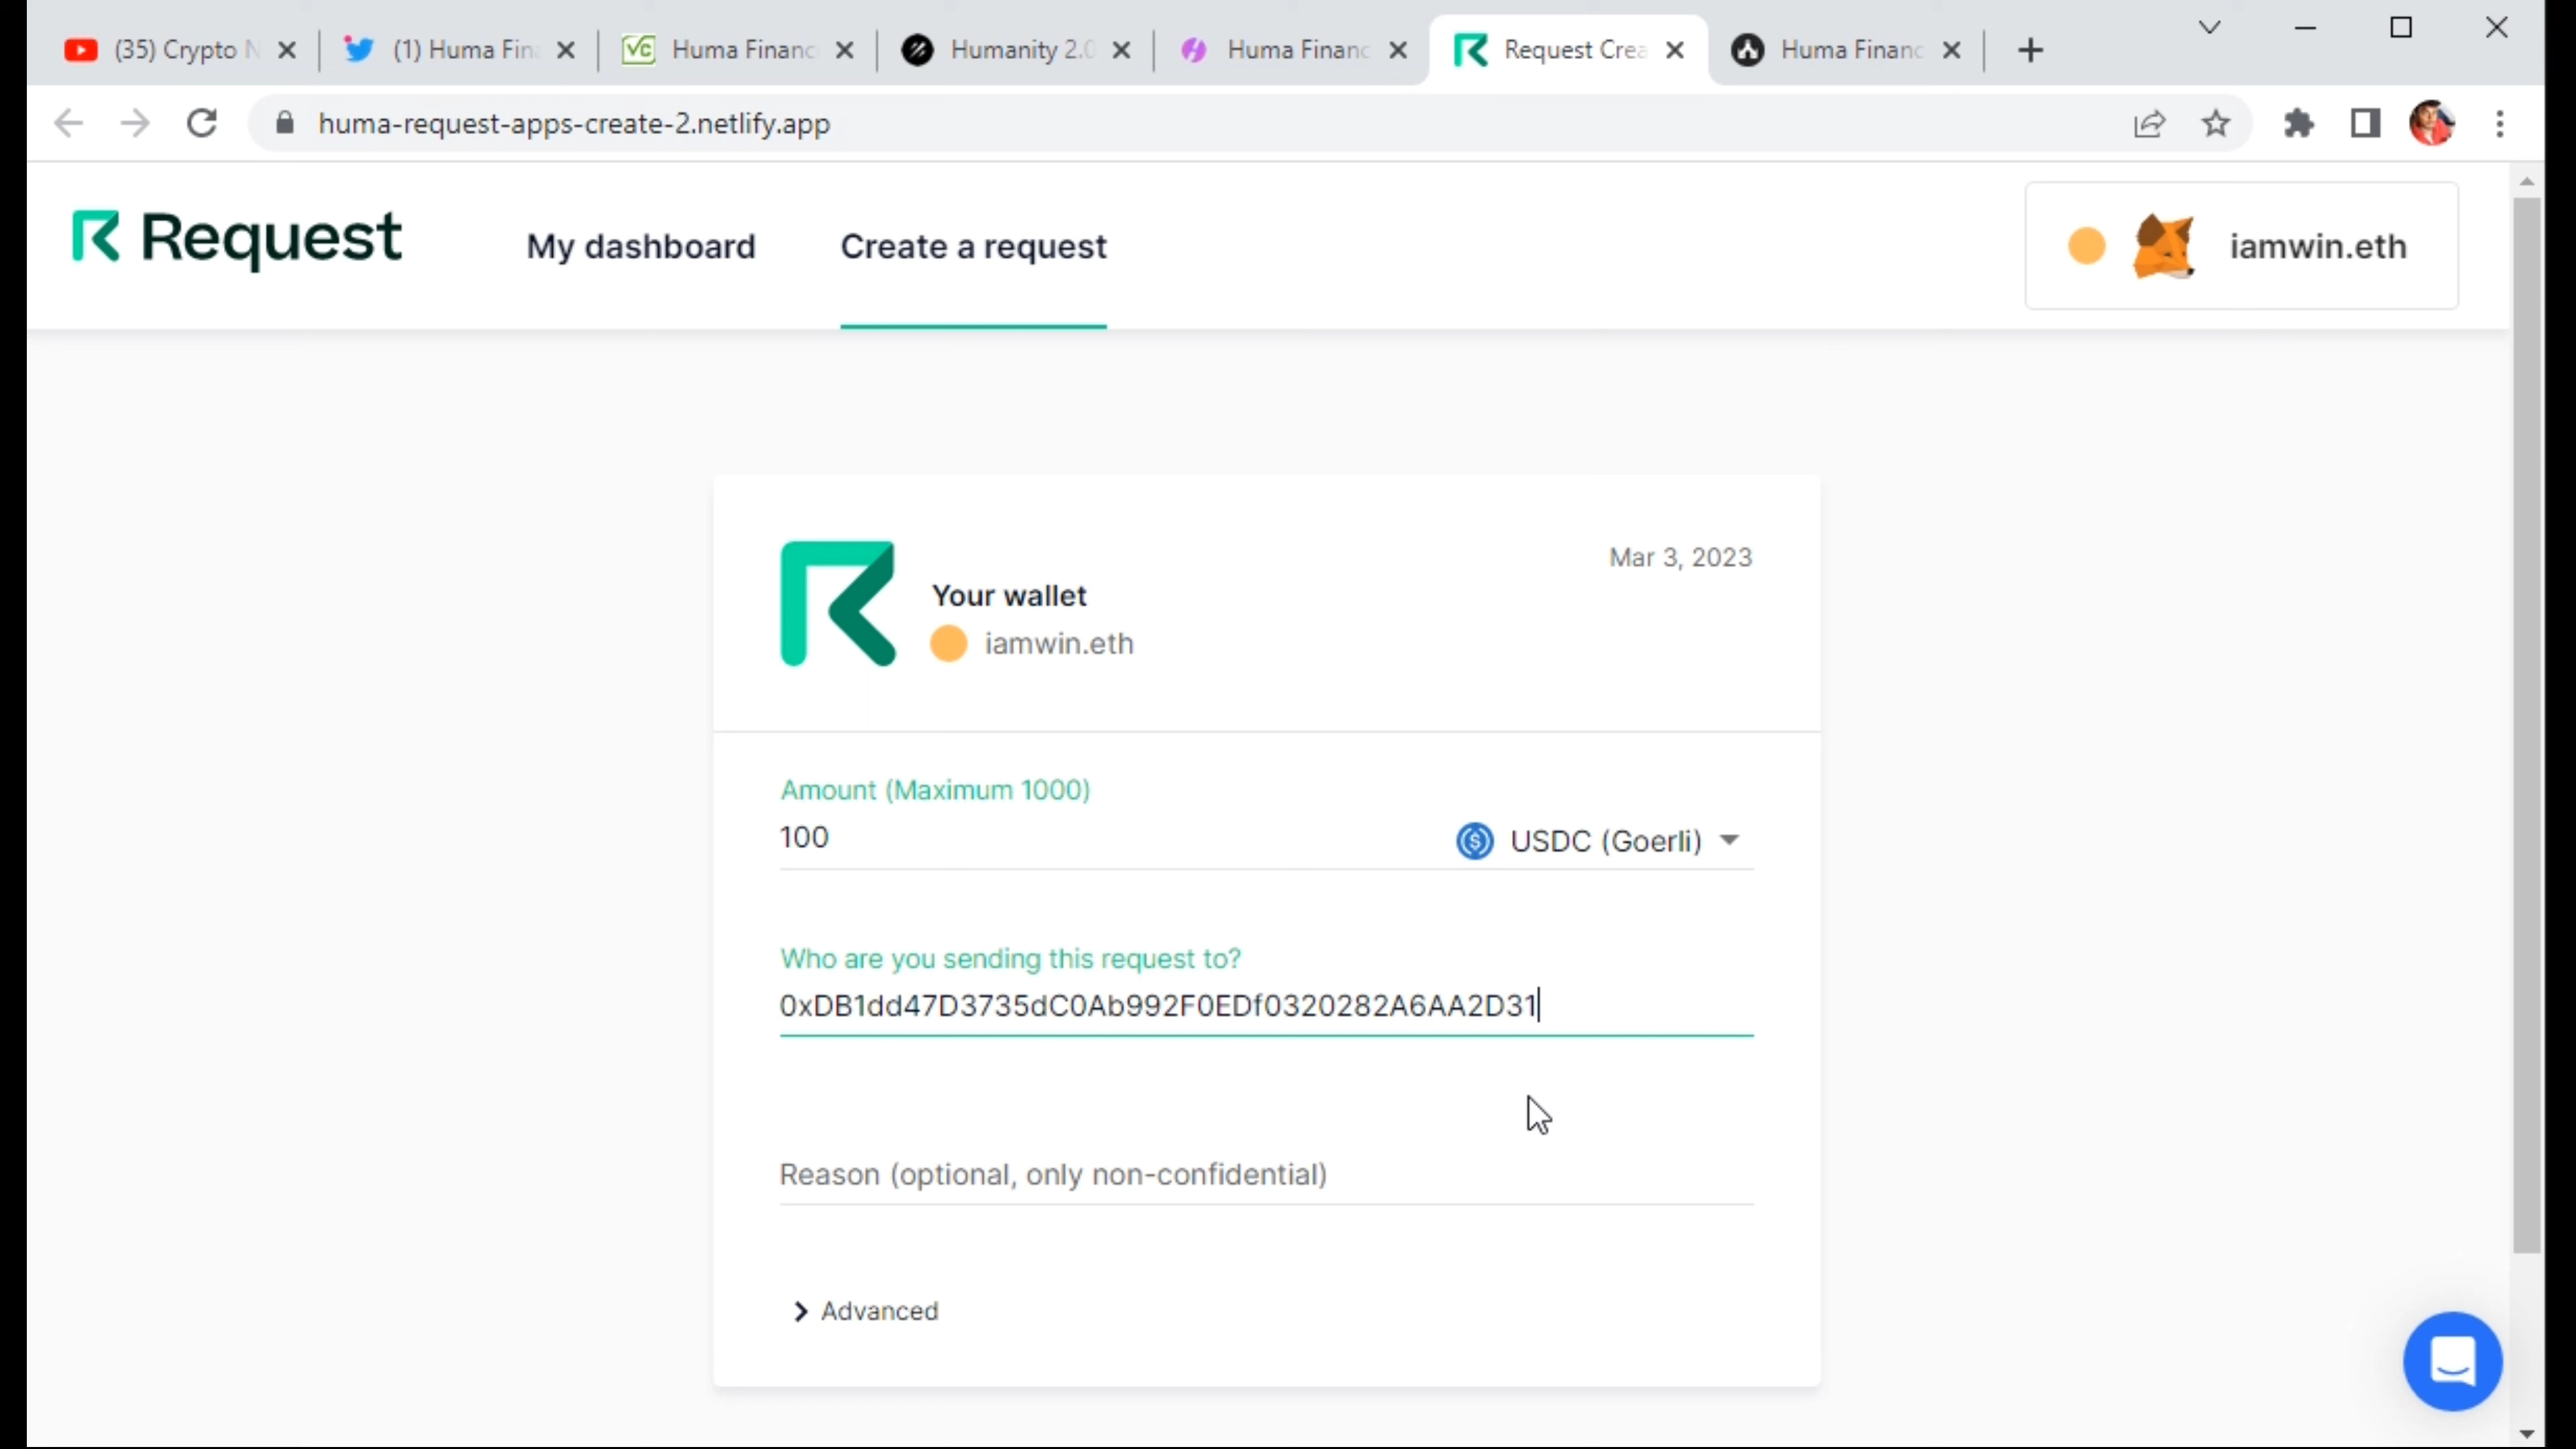 (35) Crypto N
(1) Huma Fin
Huma Financ
Humanity 2.0
Huma Financ
Request Crea
Huma Financ
huma-request-apps-create-2.netlify.app
Request
My dashboard
Create a request
iamwin.eth
Mar 3, 2023
Your wallet
iamwin.eth
Amount (Maximum 1000)
100
USDC (Goerli)
Who are you sending this request to?
0xDB1dd47D3735dC0Ab992F0EDf0320282A6AA2D31
Reason (optional, only non-confidential)
Advanced